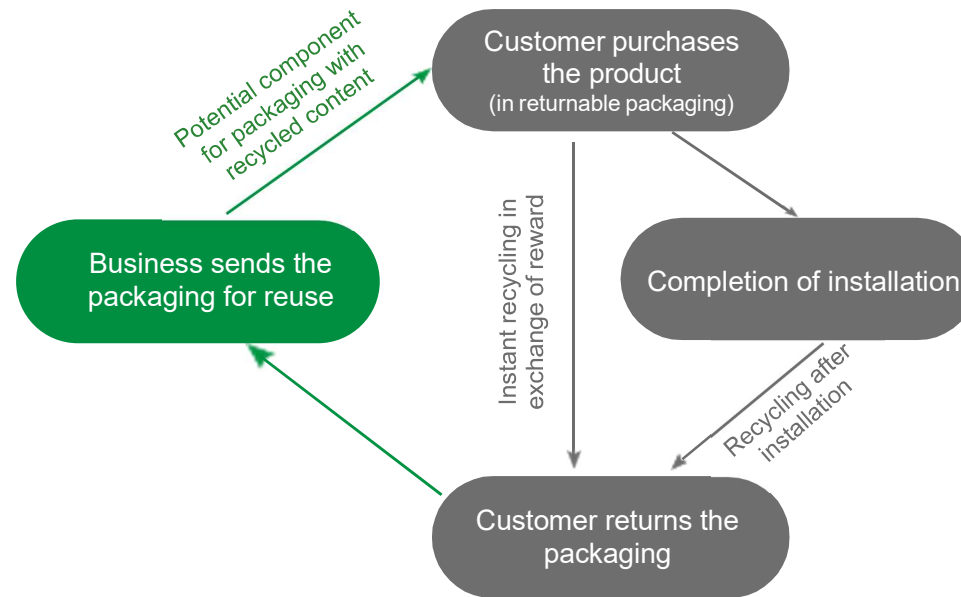 Potential component
for packaging with
recycled content
Customer purchases
the product
(in returnable packaging)
Business sends the
packaging for reuse
Instant recycling in
exchange of reward
Completion of installation
Recycling after
installation
Customer returns the
packaging